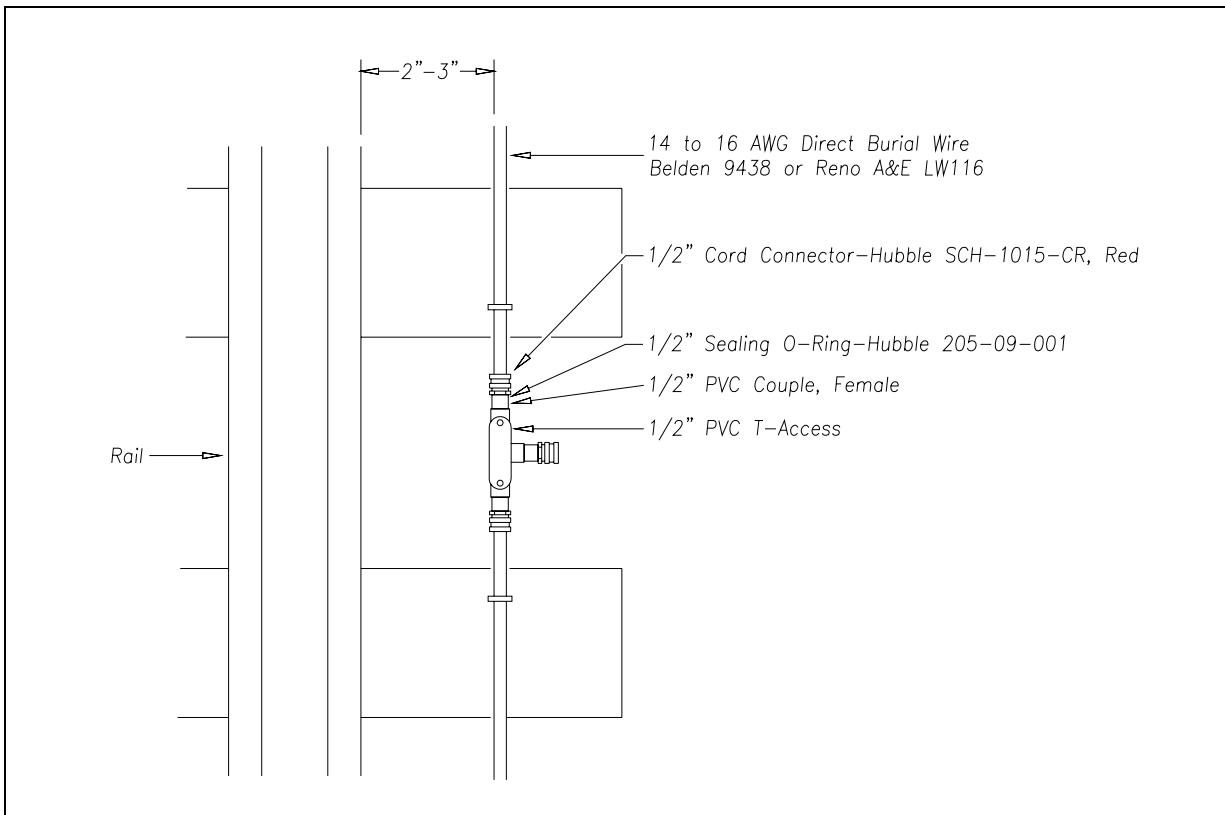 2”-3”
14 to 16 AWG Direct Burial Wire
Belden 9438 or Reno A&E LW116
1/2” Cord Connector-Hubble SCH-1015-CR, Red
1/2” Sealing O-Ring-Hubble 205-09-001
1/2” PVC Couple, Female
1/2” PVC T-Access
Rail